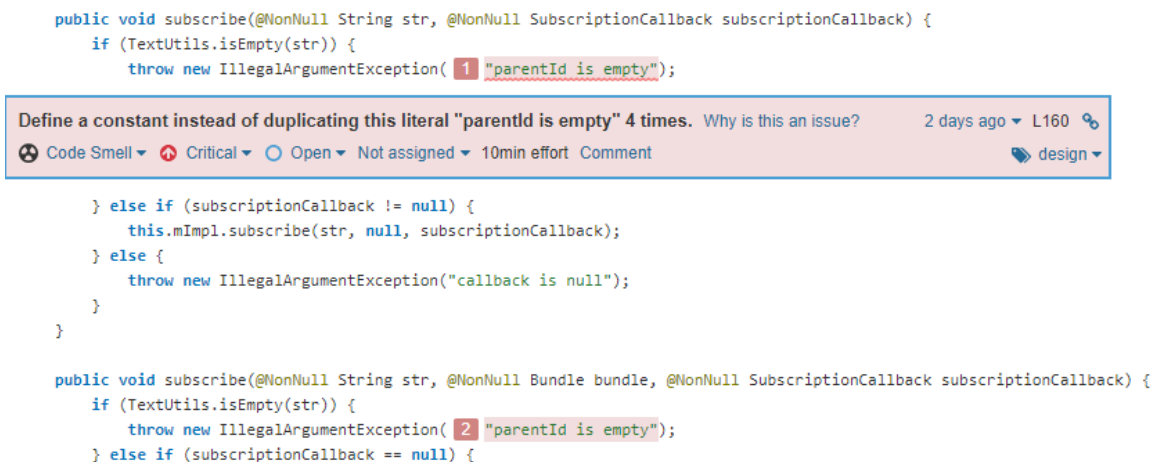 public void subscribe(@NonNull String str, @NonNull SubscriptionCallback subscriptionCallback) {
if (TextUtils.isEmpty(str)) {
throw new IllegalArgumentException( 1 "parentId is empty");
Define a constant instead of duplicating this literal "parentId is empty" 4 times. Why is this an issue? 2 days ago L160
Code Smell Critical Open Not assigned 10min effort Comment design
} else if (subscriptionCallback != null) {
this.mImpl.subscribe(str, null, subscriptionCallback);
} else {
throw new IllegalArgumentException("callback is null");
}
}
public void subscribe(@NonNull String str, @NonNull Bundle bundle, @NonNull SubscriptionCallback subscriptionCallback) {
if (TextUtils.isEmpty(str)) {
throw new IllegalArgumentException( 2 "parentId is empty");
} else if (subscriptionCallback == null) {